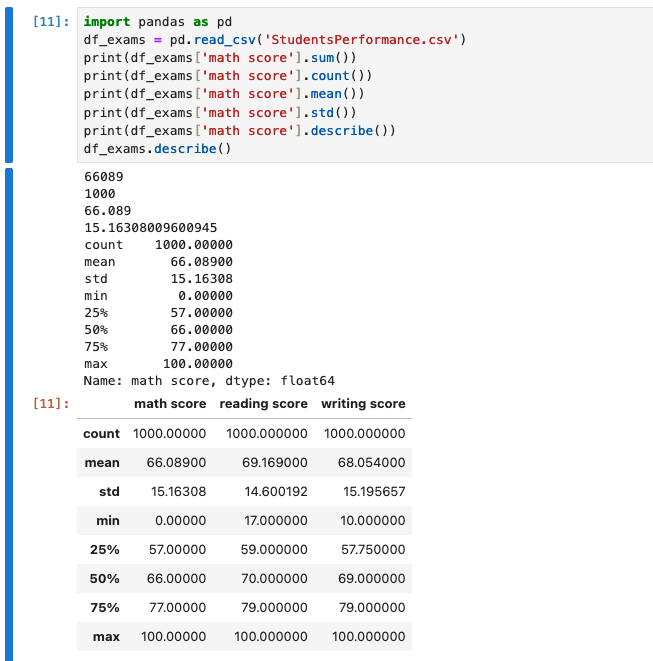 [11]: import pandas as pd
df_exams = pd.read_csv('StudentsPerformance.csv')
print(df_exams['math score'].sum())
print(df_exams['math score'].count())
print(df_exams['math score'].mean())
print(df_exams['math score'].std())
print(df_exams['math score'].describe())
df_exams.describe()
66089
1000
66.089
15.16308009600945
count    1000.00000
mean       66.08900
std        15.16308
min         0.00000
25%        57.00000
50%        66.00000
75%        77.00000
max       100.00000
Name: math score, dtype: float64
[11]: math score reading score writing score
count 1000.00000 1000.000000 1000.000000
mean 66.08900 69.169000 68.054000
std 15.16308 14.600192 15.195657
min 0.00000 17.000000 10.000000
25% 57.00000 59.000000 57.750000
50% 66.00000 70.000000 69.000000
75% 77.00000 79.000000 79.000000
max 100.00000 100.000000 100.000000